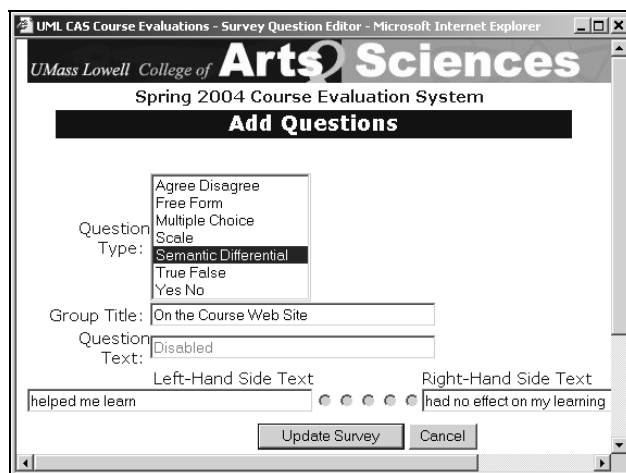 UML CAS Course Evaluations - Survey Question Editor - Microsoft Internet Explorer
UMass Lowell College of Arts & Sciences
Spring 2004 Course Evaluation System
Add Questions
Question Type:
Agree Disagree
Free Form
Multiple Choice
Scale
Semantic Differential
True False
Yes No
Group Title: On the Course Web Site
Question Text: Disabled
Left-Hand Side Text Right-Hand Side Text
helped me learn had no effect on my learning
Update Survey Cancel